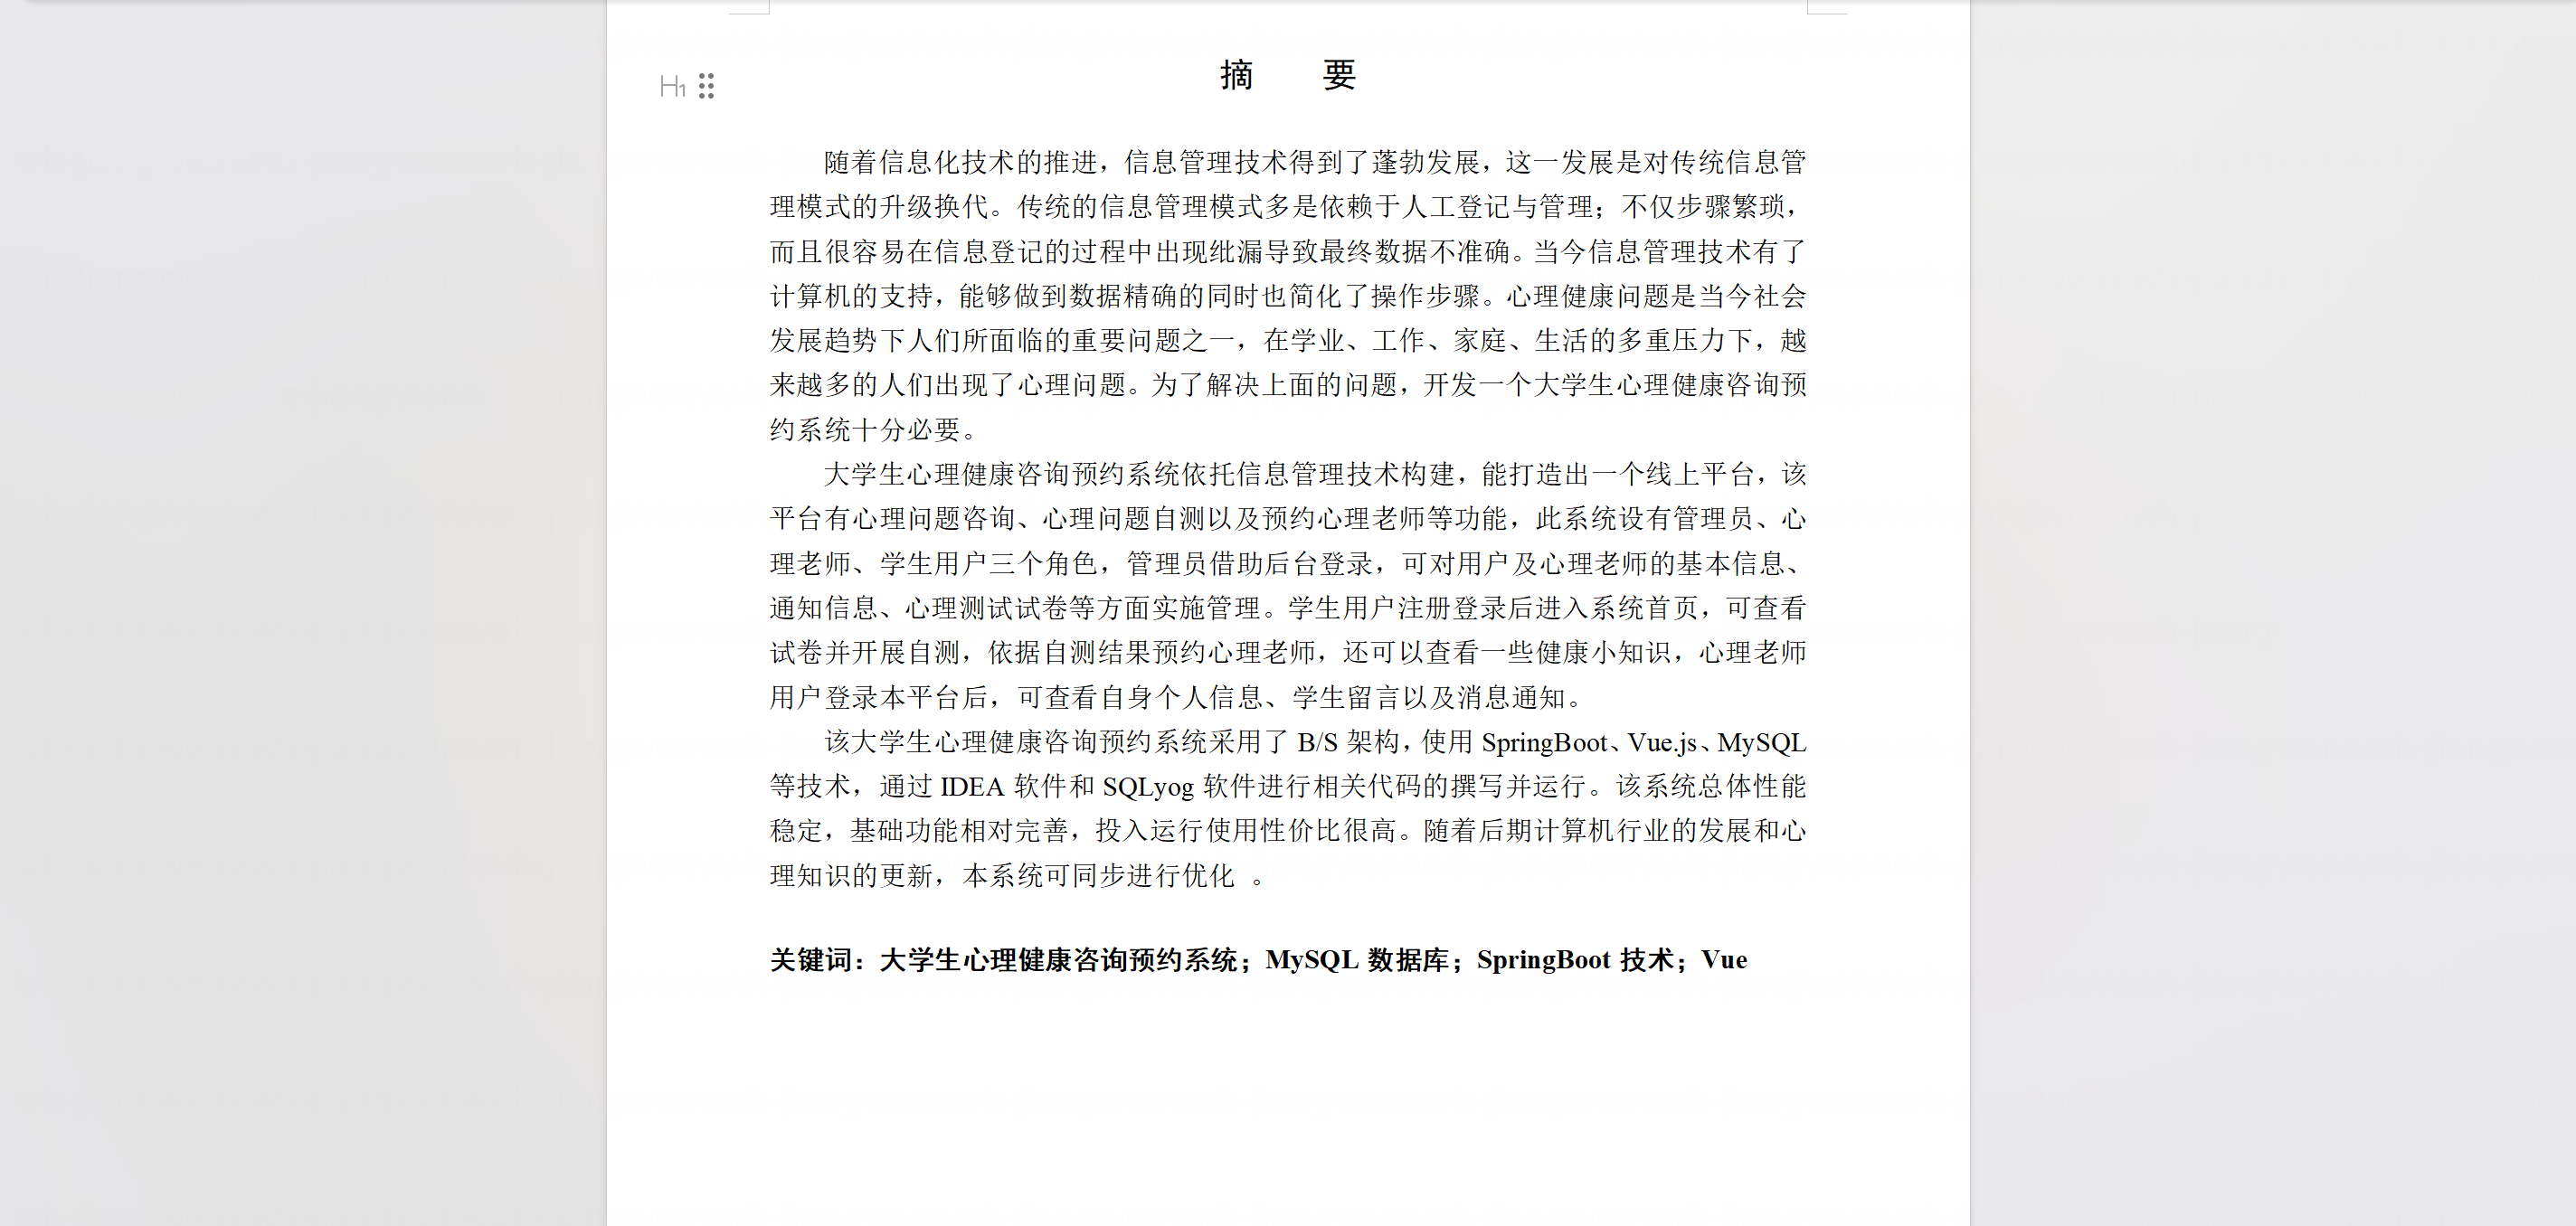 摘 要
H1
随着信息化技术的推进，信息管理技术得到了蓬勃发展，这一发展是对传统信息管
理模式的升级换代。传统的信息管理模式多是依赖于人工登记与管理；不仅步骤繁琐，
而且很容易在信息登记的过程中出现纰漏导致最终数据不准确。当今信息管理技术有了
计算机的支持，能够做到数据精确的同时也简化了操作步骤。心理健康问题是当今社会
发展趋势下人们所面临的重要问题之一，在学业、工作、家庭、生活的多重压力下，越
来越多的人们出现了心理问题。为了解决上面的问题，开发一个大学生心理健康咨询预
约系统十分必要。
大学生心理健康咨询预约系统依托信息管理技术构建，能打造出一个线上平台，该
平台有心理问题咨询、心理问题自测以及预约心理老师等功能，此系统设有管理员、心
理老师、学生用户三个角色，管理员借助后台登录，可对用户及心理老师的基本信息、
通知信息、心理测试试卷等方面实施管理。学生用户注册登录后进入系统首页，可查看
试卷并开展自测，依据自测结果预约心理老师，还可以查看一些健康小知识，心理老师
用户登录本平台后，可查看自身个人信息、学生留言以及消息通知。
该大学生心理健康咨询预约系统采用了 B/S 架构，使用 SpringBoot、Vue.js、MySQL
等技术，通过 IDEA 软件和 SQLyog 软件进行相关代码的撰写并运行。该系统总体性能
稳定，基础功能相对完善，投入运行使用性价比很高。随着后期计算机行业的发展和心
理知识的更新，本系统可同步进行优化 。
关键词：大学生心理健康咨询预约系统；MySQL 数据库；SpringBoot 技术；Vue